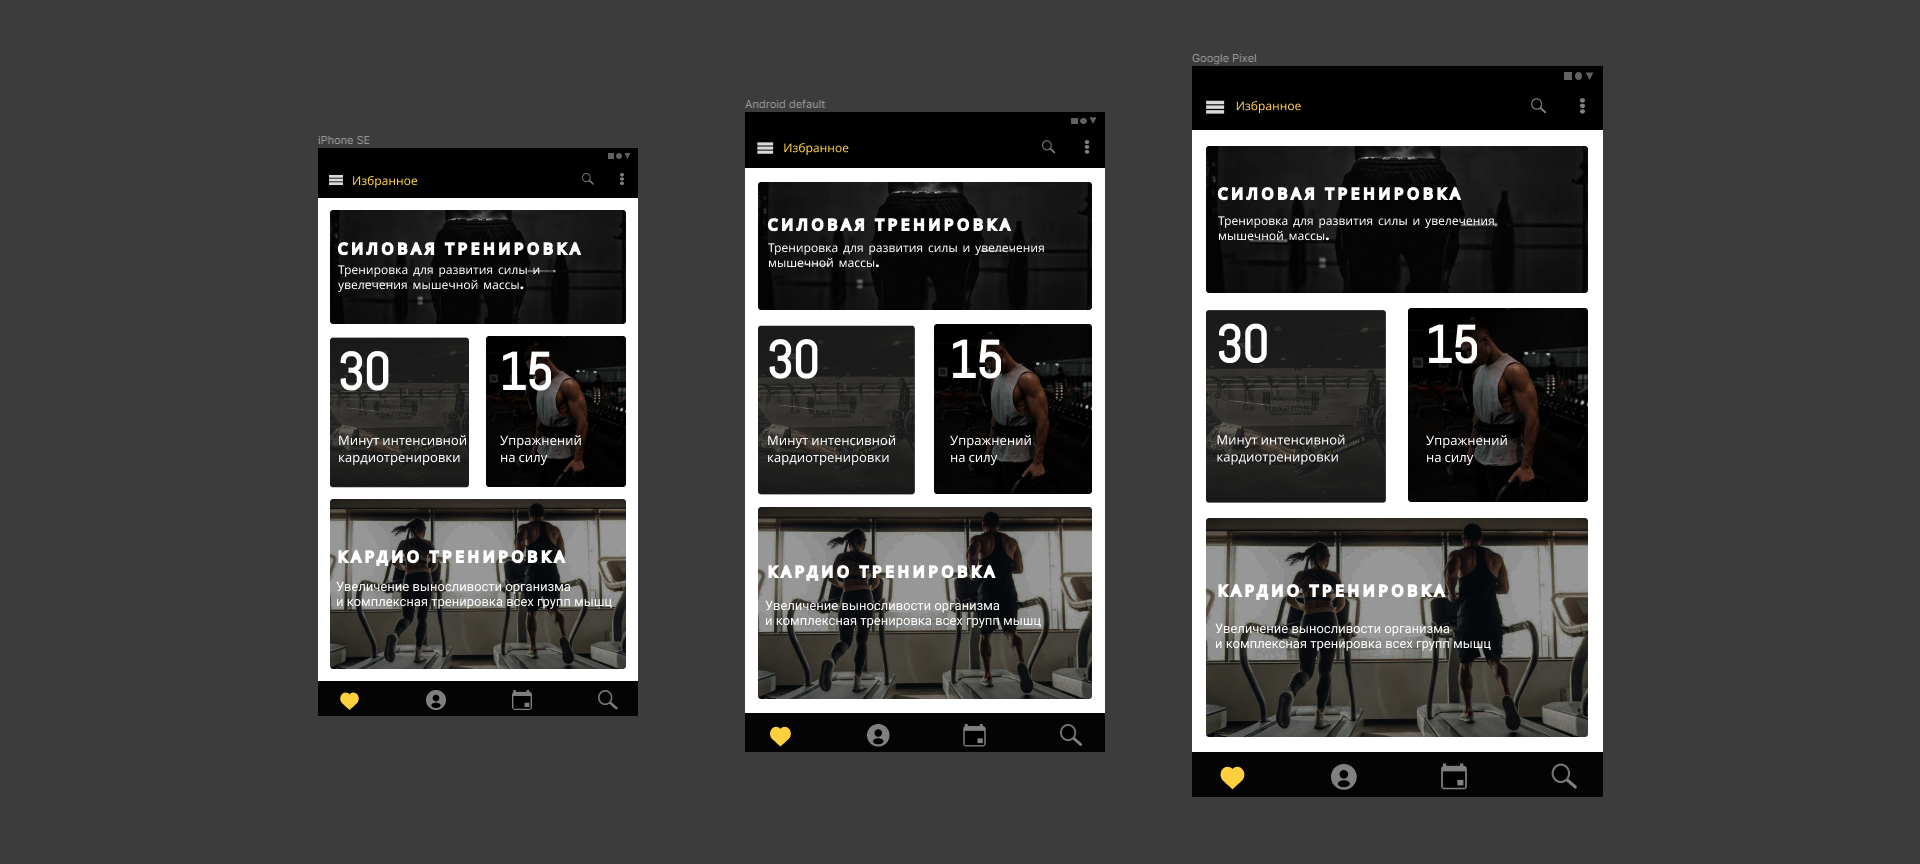 iPhone SE
Избранное
СИЛОВАЯ ТРЕНИРОВКА
Тренировка для развития силы и
увелечения мышечной массы.
30
Минут интенсивной
кардиотренировки
15
Упражнений
на силу
КАРДИО ТРЕНИРОВКА
Увеличение выносливости организма
и комплексная тренировка всех групп мышц
Android default
Избранное
СИЛОВАЯ ТРЕНИРОВКА
Тренировка для развития силы и увелечения
мышечной массы.
30
Минут интенсивной
кардиотренировки
15
Упражнений
на силу
КАРДИО ТРЕНИРОВКА
Увеличение выносливости организма
и комплексная тренировка всех групп мышц
Google Pixel
Избранное
СИЛОВАЯ ТРЕНИРОВКА
Тренировка для развития силы и увелечения
мышечной массы.
30
Минут интенсивной
кардиотренировки
15
Упражнений
на силу
КАРДИО ТРЕНИРОВКА
Увеличение выносливости организма
и комплексная тренировка всех групп мышц